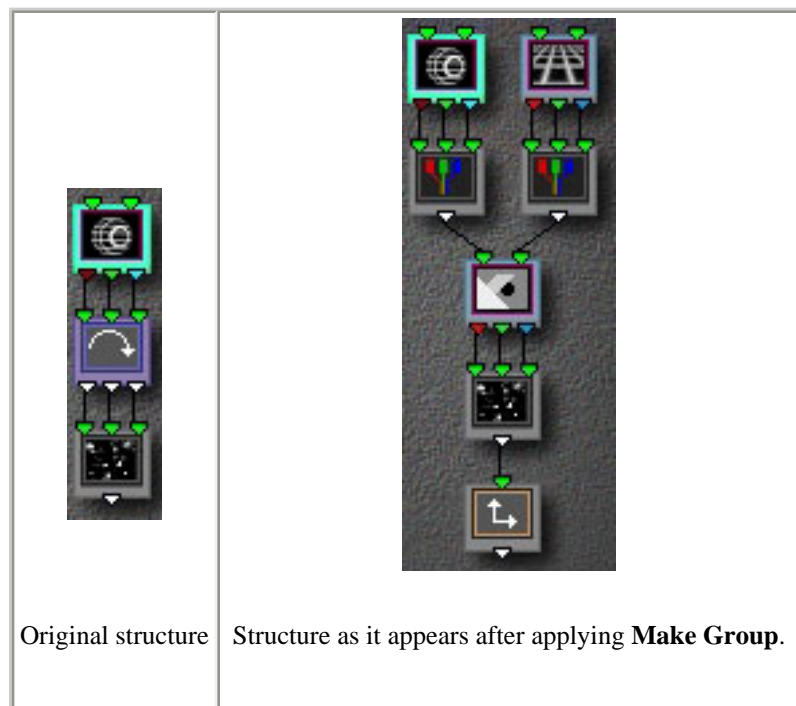 Original structure
Structure as it appears after applying Make Group.